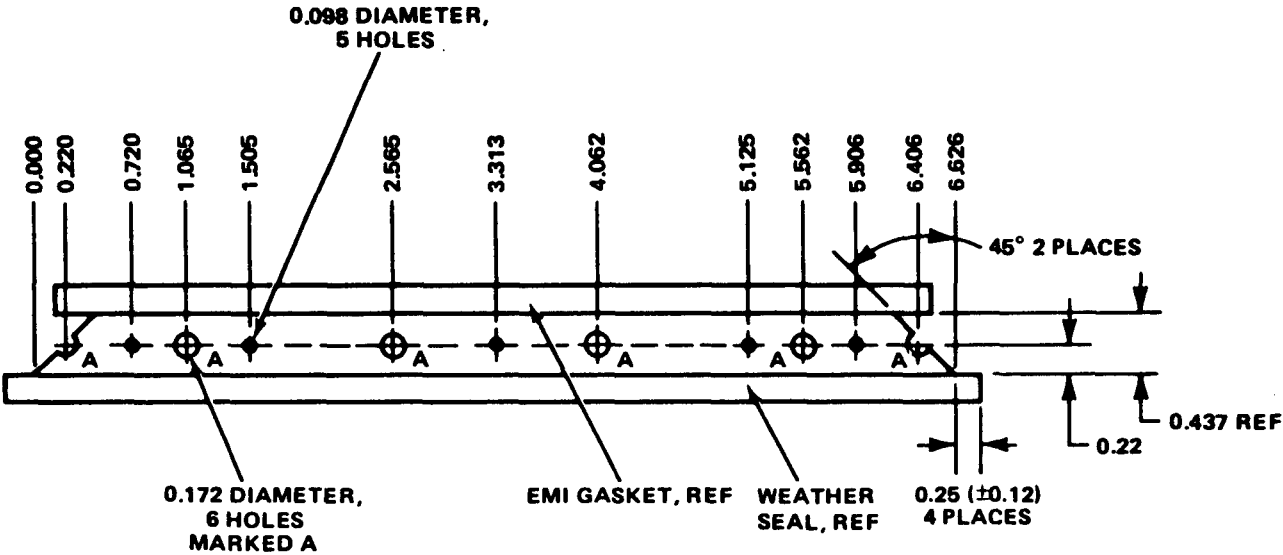 0.098 DIAMETER,
5 HOLES
0.000
0.220
0.720
1.065
1.505
2.565
3.313
4.062
5.125
5.562
5.906
6.406
6.626
45° 2 PLACES
A
A
A
A
A
A
0.437 REF
0.22
0.172 DIAMETER,
6 HOLES
MARKED A
EMI GASKET, REF
WEATHER
SEAL, REF
0.25 (±0.12)
4 PLACES